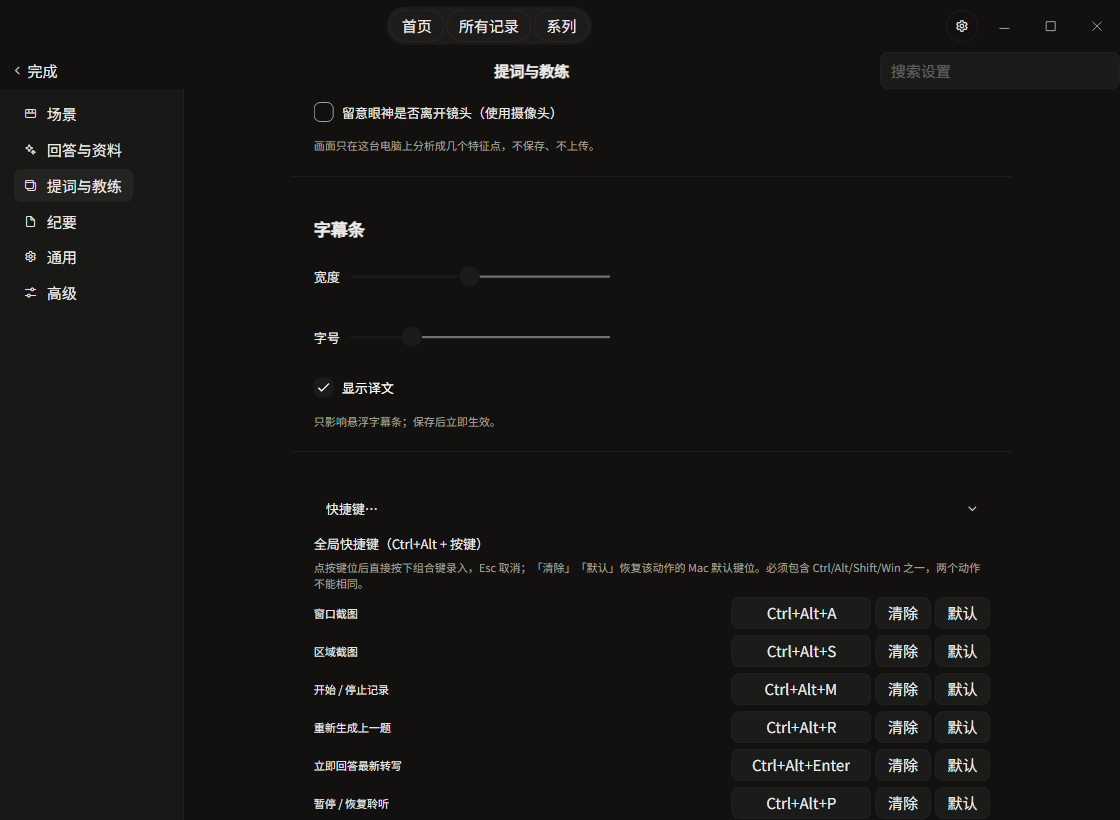 首页 所有记录 系列
完成
提词与教练
搜索设置
场景
回答与资料
提词与教练
纪要
通用
高级
留意眼神是否离开镜头（使用摄像头）
画面只在这台电脑上分析成几个特征点，不保存、不上传。
字幕条
宽度
字号
显示译文
只影响悬浮字幕条；保存后立即生效。
快捷键…
全局快捷键（Ctrl+Alt + 按键）
点按键位后直接按下组合键录入，Esc 取消；「清除」「默认」恢复该动作的 Mac 默认键位。必须包含 Ctrl/Alt/Shift/Win 之一，两个动作
不能相同。
窗口截图 Ctrl+Alt+A 清除 默认
区域截图 Ctrl+Alt+S 清除 默认
开始 / 停止记录 Ctrl+Alt+M 清除 默认
重新生成上一题 Ctrl+Alt+R 清除 默认
立即回答最新转写 Ctrl+Alt+Enter 清除 默认
暂停 / 恢复聆听 Ctrl+Alt+P 清除 默认